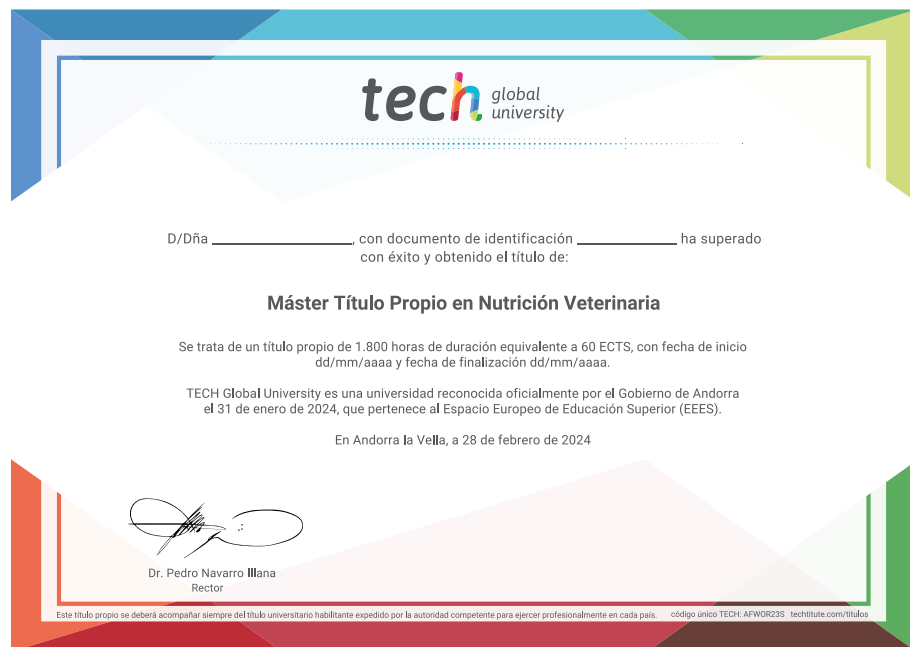 tech global
university
D/Dña ____________________, con documento de identificación ______________ ha superado
con éxito y obtenido el título de:
Máster Título Propio en Nutrición Veterinaria
Se trata de un título propio de 1.800 horas de duración equivalente a 60 ECTS, con fecha de inicio
dd/mm/aaaa y fecha de finalización dd/mm/aaaa.
TECH Global University es una universidad reconocida oficialmente por el Gobierno de Andorra
el 31 de enero de 2024, que pertenece al Espacio Europeo de Educación Superior (EEES).
En Andorra la Vella, a 28 de febrero de 2024
Dr. Pedro Navarro Illana
Rector
Este título propio se deberá acompañar siempre del título universitario habilitante expedido por la autoridad competente para ejercer profesionalmente en cada país. código único TECH: AFWOR23S techtitute.com/titulos